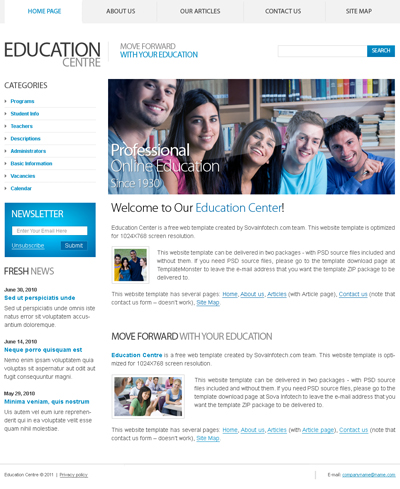 HOME PAGE ABOUT US OUR ARTICLES CONTACT US SITE MAP
EDUCATION
CENTRE
MOVE FORWARD
WITH YOUR EDUCATION
SEARCH
CATEGORIES
Programs
Student Info
Teachers
Descriptions
Administrators
Basic Information
Vacancies
Calendar
NEWSLETTER
Enter Your Email Here
Unsubscribe Submit
FRESH NEWS
June 30, 2010
Sed ut perspiciatis unde
Sed ut perspiciatis unde omnis iste
natus error sit voluptatem accus-
antium doloremque.
June 14, 2010
Neque porro quisquam est
Nemo enim ipsam voluptatem quia
voluptas sit aspernatur aut odit aut
fugit consequuntur magni.
May 29, 2010
Minima veniam, quis nostrum
Uis autem vel eum iure reprehen-
derit qui in ea voluptate velit esse
quam nihil molestiae.
Professional
Online Education
Since 1930
Welcome to Our Education Center!
Education Center is a free web template created by Sovainfotech.com team. This website template is optimized
for 1024X768 screen resolution.
This website template can be delivered in two packages - with PSD source files included and
without them. If you need PSD source files, please go to the template download page at
TemplateMonster to leave the e-mail address that you want the template ZIP package to be
delivered to.
This website template has several pages: Home, About us, Articles (with Article page), Contact us (note that
contact us form – doesn't work), Site Map.
MOVE FORWARD WITH YOUR EDUCATION
Education Centre is a free web template created by Sovainfotech.com team. This website template is opti-
mized for 1024X768 screen resolution.
This website template can be delivered in two packages - with PSD source files
included and without them. If you need PSD source files, please go to the
template download page at Sova Infotech to leave the e-mail address that you want
the template ZIP package to be delivered to.
This website template has several pages: Home, About us, Articles (with Article page), Contact us (note that
contact us form – doesn't work), Site Map.
Education Centre © 2011 | Privacy policy
E-mail: companyname@name.com